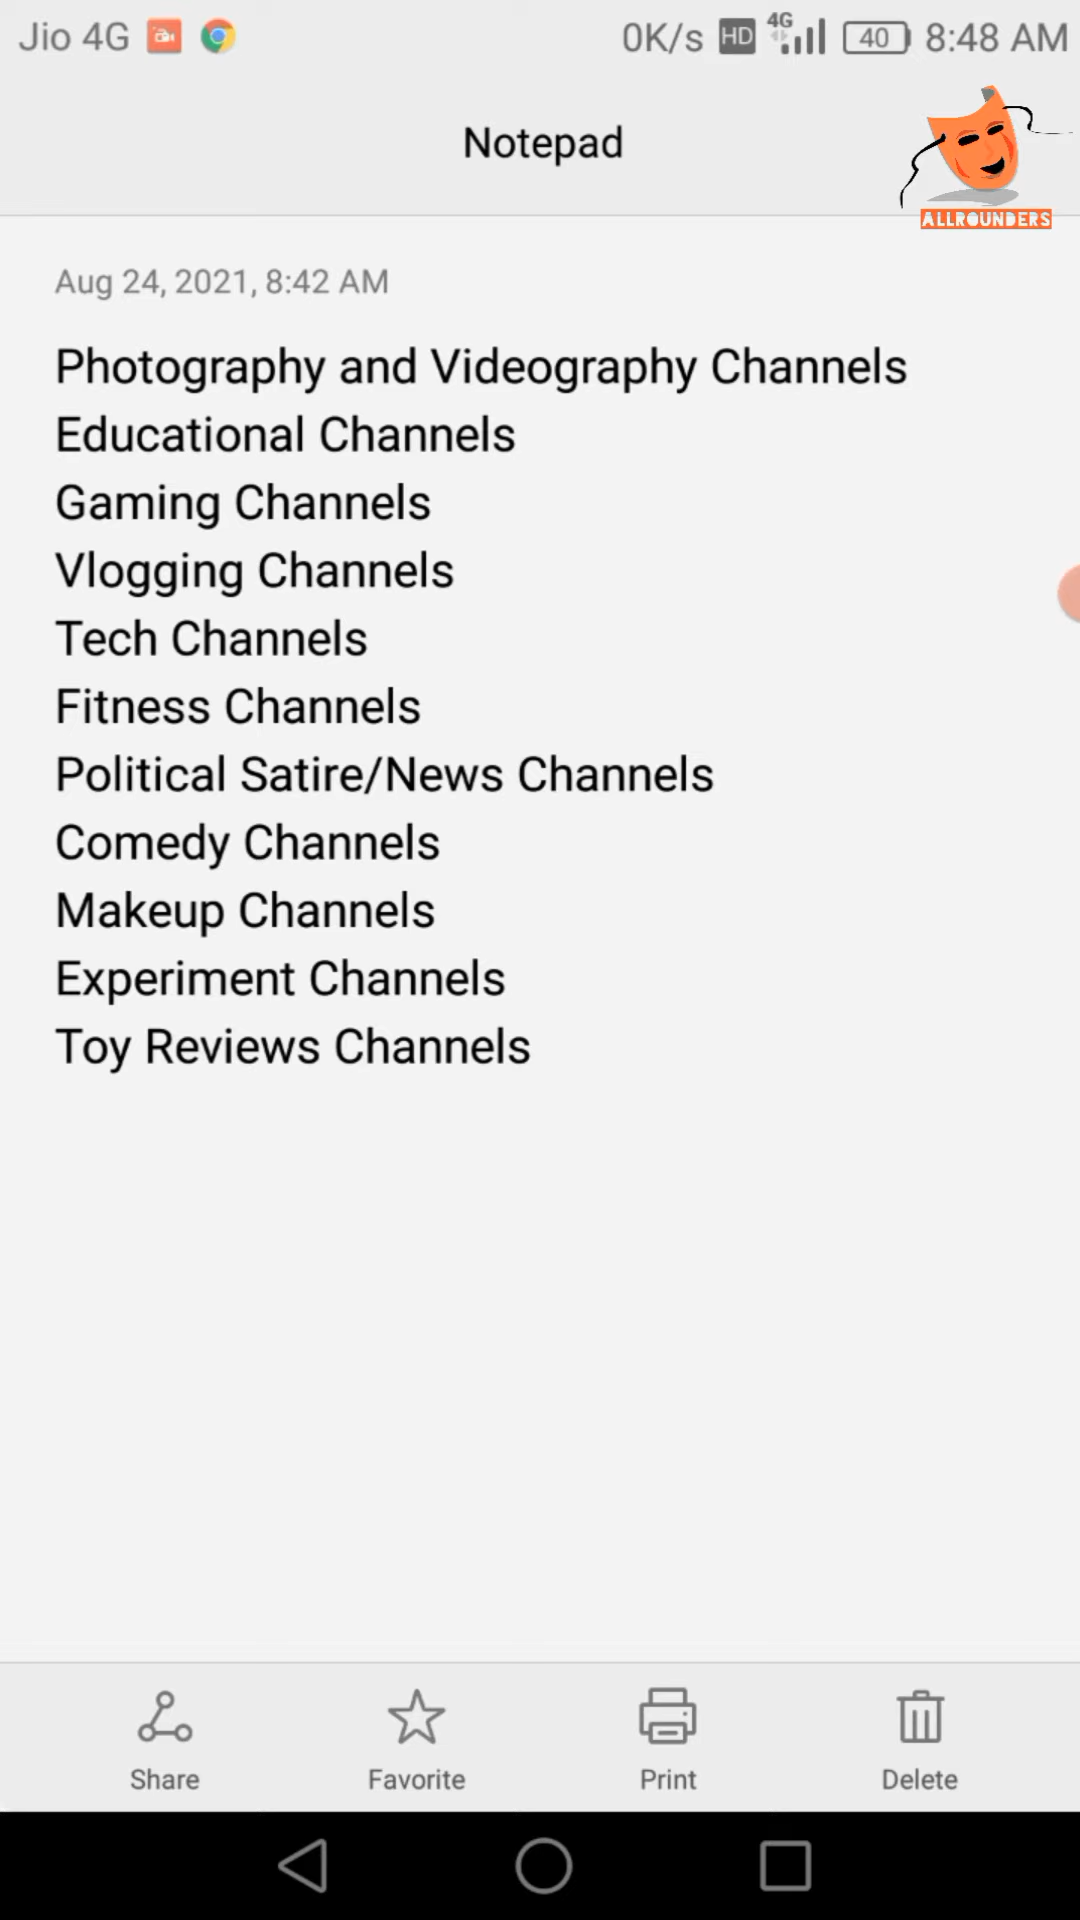 Jio 4G 0K/s HD 4G 40 8:48 AM
Notepad
ALLROUNDERS
Aug 24, 2021, 8:42 AM
Photography and Videography Channels
Educational Channels
Gaming Channels
Vlogging Channels
Tech Channels
Fitness Channels
Political Satire/News Channels
Comedy Channels
Makeup Channels
Experiment Channels
Toy Reviews Channels
Share Favorite Print Delete